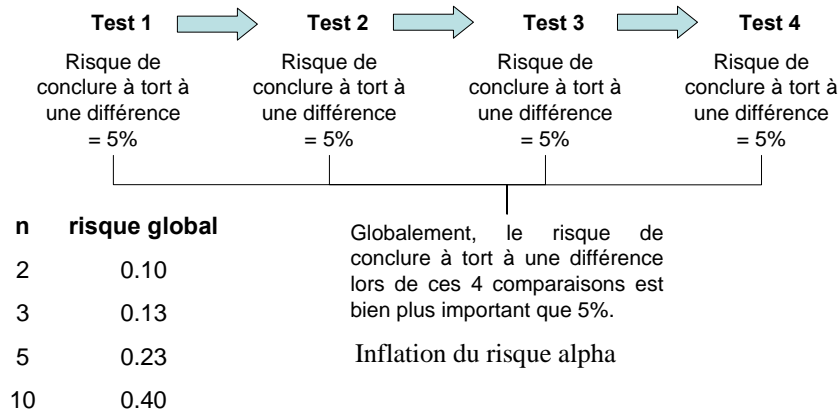 Test 1 Test 2 Test 3 Test 4
Risque de
conclure à tort à
une différence
= 5%
Risque de
conclure à tort à
une différence
= 5%
Risque de
conclure à tort à
une différence
= 5%
Risque de
conclure à tort à
une différence
= 5%
n risque global
2 0.10
3 0.13
5 0.23
10 0.40
Globalement, le risque de
conclure à tort à une différence
lors de ces 4 comparaisons est
bien plus important que 5%.
Inflation du risque alpha